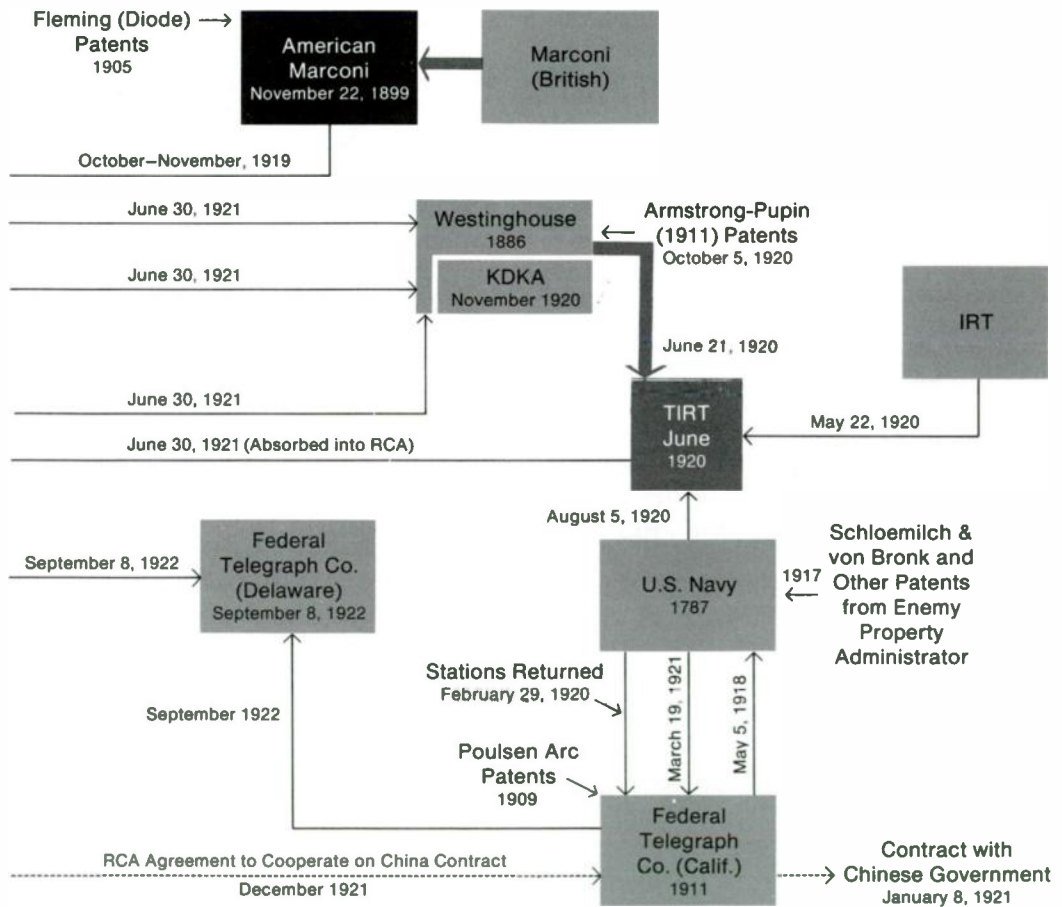 Fleming (Diode)
Patents
1905
American
Marconi
November 22, 1899
Marconi
(British)
October–November, 1919
June 30, 1921
Westinghouse
1886
Armstrong-Pupin
(1911) Patents
October 5, 1920
June 30, 1921
KDKA
November 1920
IRT
June 21, 1920
June 30, 1921
TIRT
June
1920
May 22, 1920
June 30, 1921 (Absorbed into RCA)
August 5, 1920
September 8, 1922
Federal
Telegraph Co.
(Delaware)
September 8, 1922
U.S. Navy
1787
1917
Schloemilch &
von Bronk and
Other Patents
from Enemy
Property
Administrator
Stations Returned
February 29, 1920
March 19, 1921
May 5, 1918
September 1922
Poulsen Arc
Patents
1909
Federal
Telegraph
Co. (Calif.)
1911
RCA Agreement to Cooperate on China Contract
December 1921
Contract with
Chinese Government
January 8, 1921